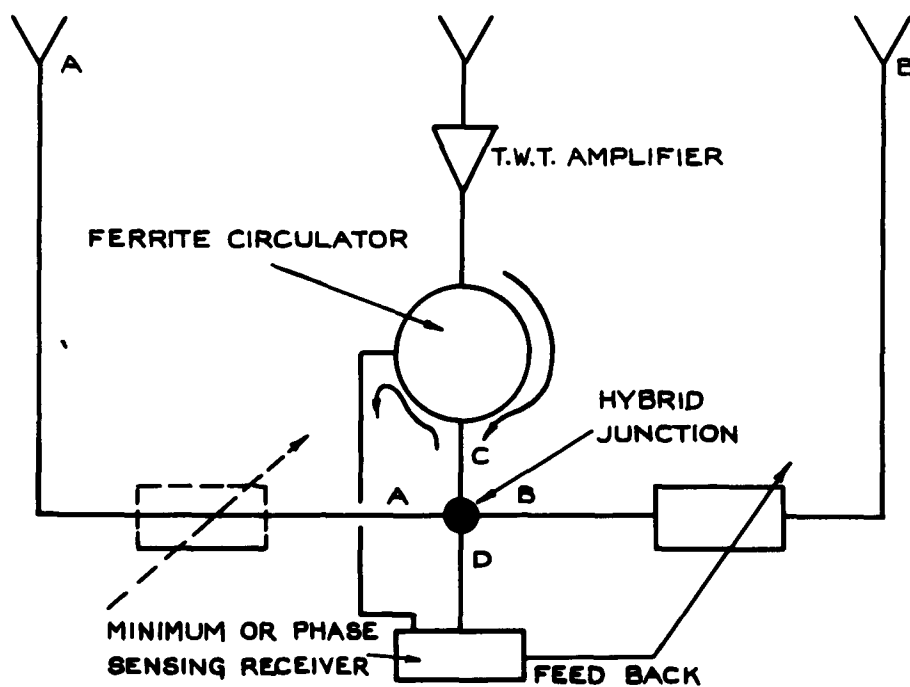 A
B
T.W.T. AMPLIFIER
FERRITE CIRCULATOR
HYBRID
JUNCTION
C
A
B
D
MINIMUM OR PHASE
SENSING RECEIVER
FEED BACK